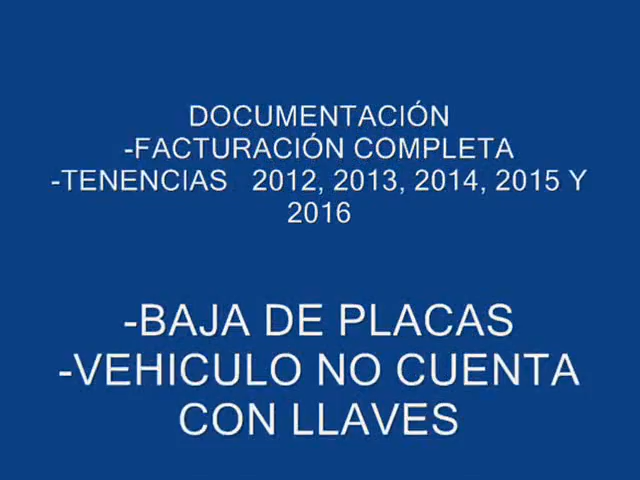 DOCUMENTACIÓN
-FACTURACIÓN COMPLETA
-TENENCIAS   2012, 2013, 2014, 2015 Y
2016
-BAJA DE PLACAS
-VEHICULO NO CUENTA
CON LLAVES